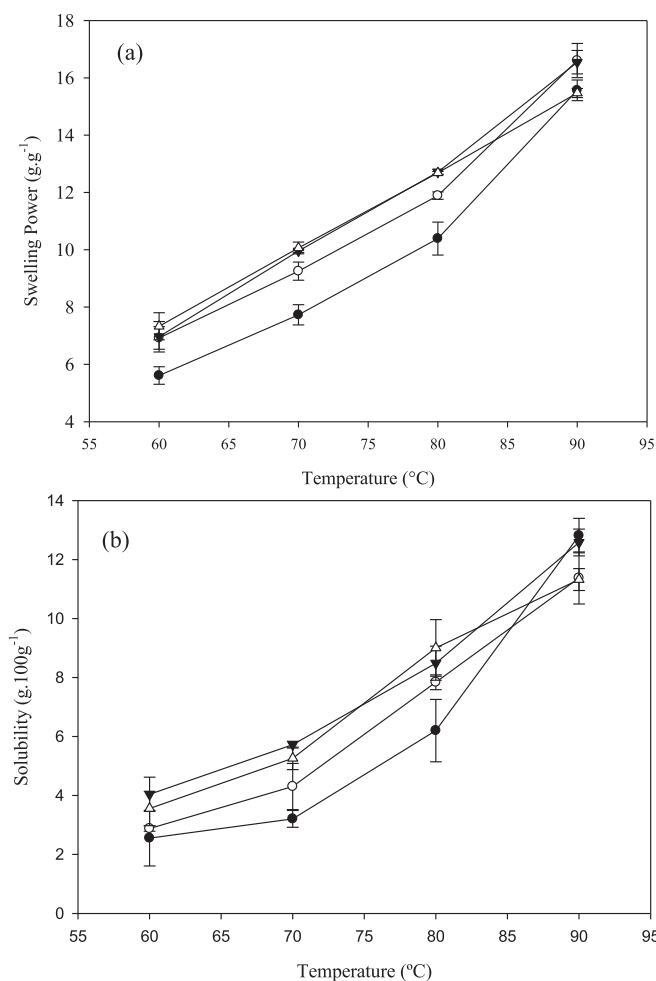 18
(a)
16
14
12
10
8
6
4
Swelling Power (g.g⁻¹)
55 60 65 70 75 80 85 90 95
Temperature (°C)
14
(b)
12
10
8
6
4
2
0
Solubility (g.100g⁻¹)
55 60 65 70 75 80 85 90 95
Temperature (ºC)